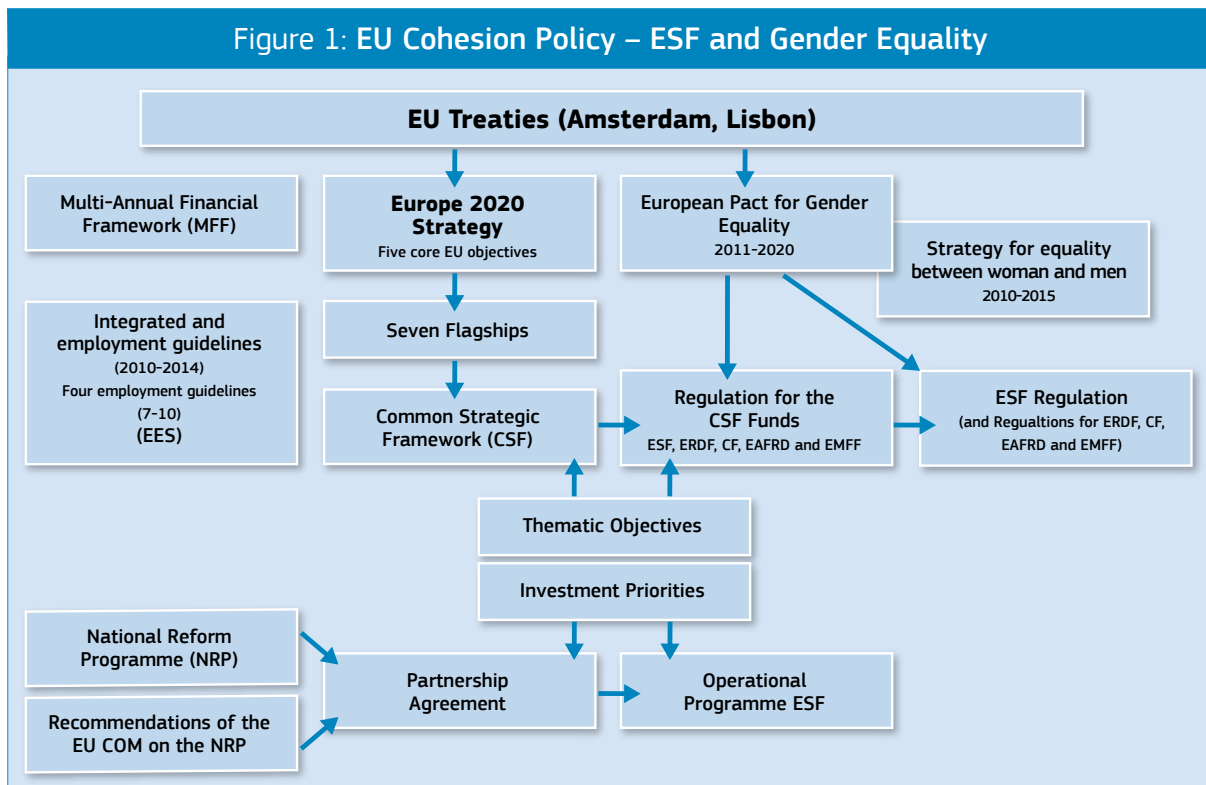 Figure 1: EU Cohesion Policy – ESF and Gender Equality
EU Treaties (Amsterdam, Lisbon)
Multi-Annual Financial
Framework (MFF)
Europe 2020
Strategy
Five core EU objectives
European Pact for Gender
Equality
2011-2020
Strategy for equality
between woman and men
2010-2015
Integrated and
employment guidelines
(2010-2014)
Four employment guidelines
(7-10)
(EES)
Seven Flagships
Common Strategic
Framework (CSF)
Regulation for the
CSF Funds
ESF, ERDF, CF, EAFRD and EMFF
ESF Regulation
(and Regualtions for ERDF, CF,
EAFRD and EMFF)
Thematic Objectives
Investment Priorities
National Reform
Programme (NRP)
Partnership
Agreement
Operational
Programme ESF
Recommendations of the
EU COM on the NRP